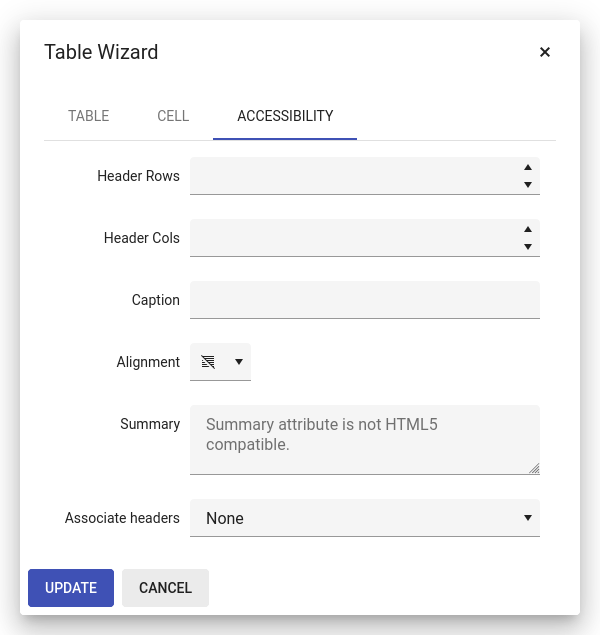 Table Wizard
TABLE CELL ACCESSIBILITY
Header Rows
Header Cols
Caption
Alignment
Summary
Summary attribute is not HTML5
compatible.
Associate headers None
UPDATE CANCEL